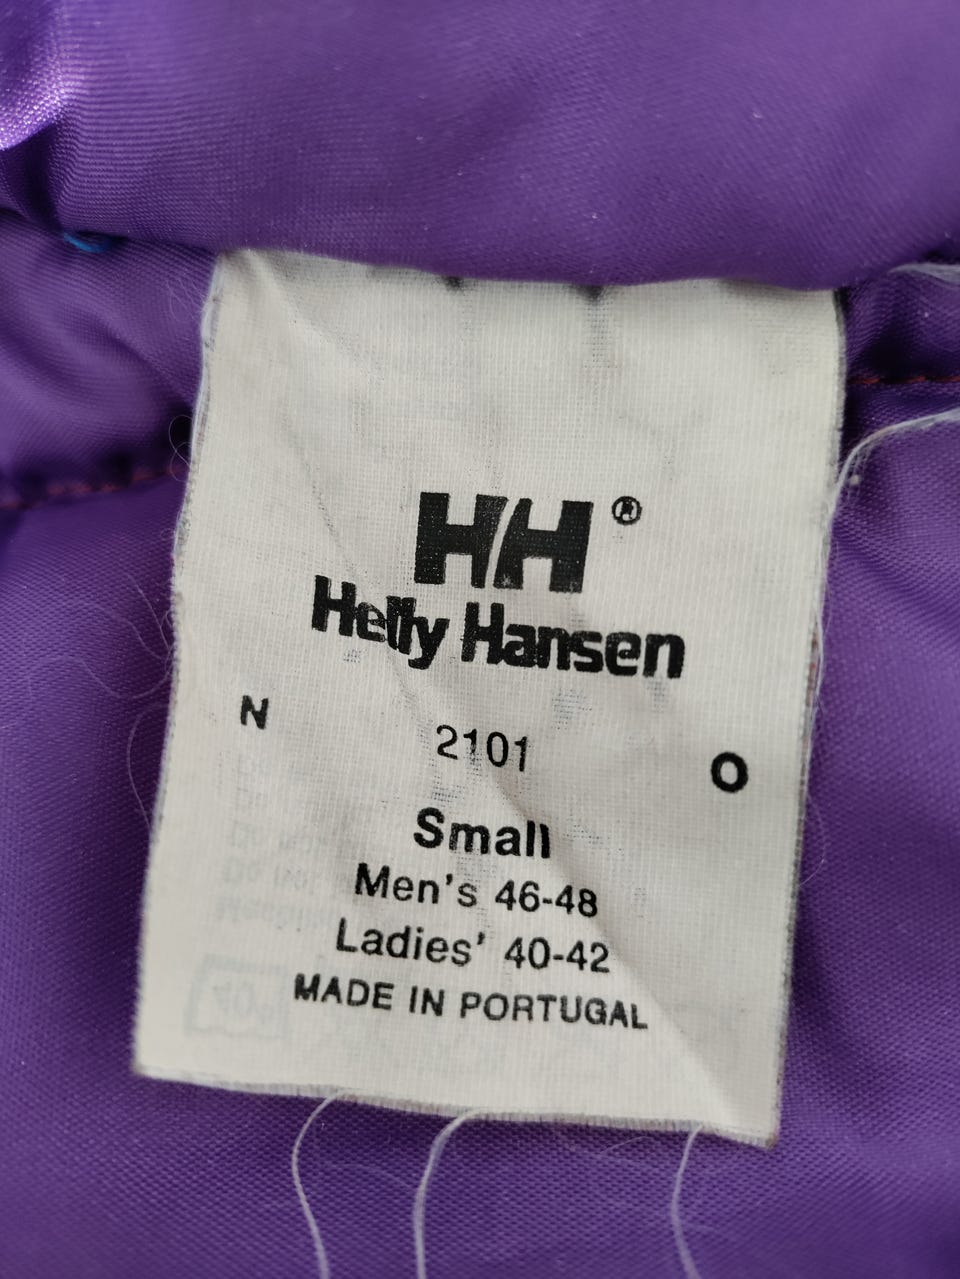 HH®
Helly Hansen
N 2101 O
Small
Men's 46-48
Ladies' 40-42
MADE IN PORTUGAL